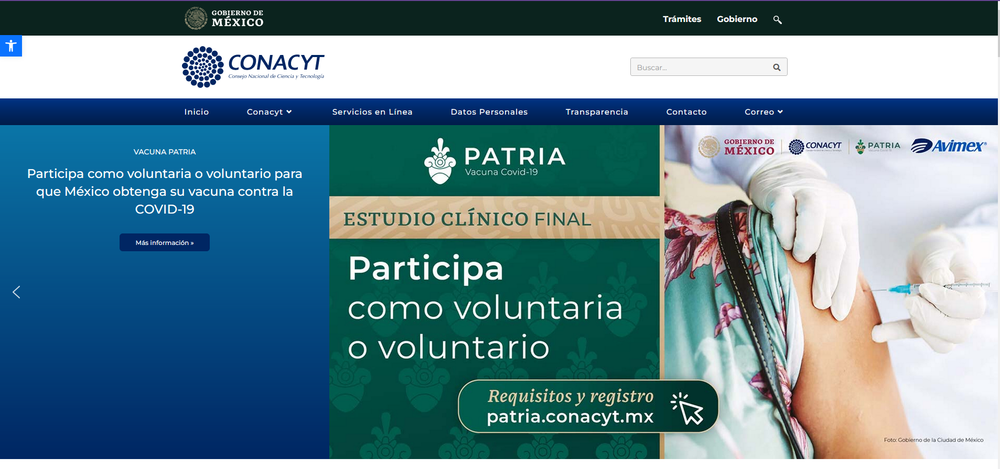 GOBIERNO DE
MÉXICO
Trámites Gobierno
CONACYT
Consejo Nacional de Ciencia y Tecnología
Buscar...
Inicio Conacyt Servicios en Línea Datos Personales Transparencia Contacto Correo
VACUNA PATRIA
Participa como voluntaria o voluntario para
que México obtenga su vacuna contra la
COVID-19
Más información »
PATRIA
Vacuna Covid-19
ESTUDIO CLÍNICO FINAL
Participa
como voluntaria
o voluntario
Requisitos y registro
patria.conacyt.mx
GOBIERNO DE
MÉXICO
CONACYT
PATRIA
Vacuna Covid-19
Avimex®
Foto: Gobierno de la Ciudad de México